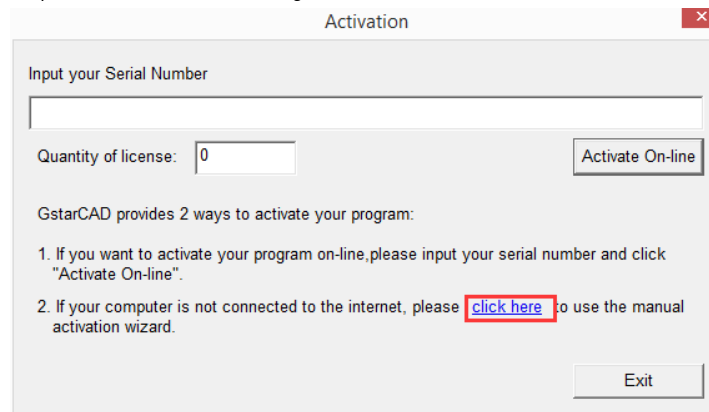 Activation
Input your Serial Number
Quantity of license: 0 Activate On-line
GstarCAD provides 2 ways to activate your program:
1. If you want to activate your program on-line,please input your serial number and click
"Activate On-line".
2. If your computer is not connected to the internet, please click here to use the manual
activation wizard.
Exit